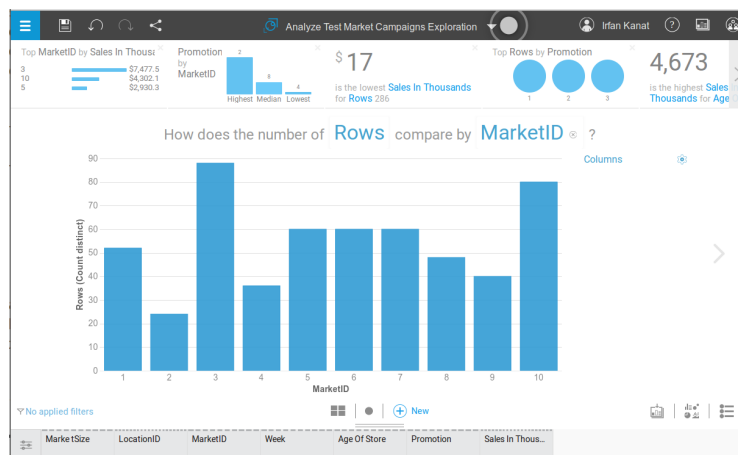 Analyze Test Market Campaigns Exploration
Irfan Kanat
?
Top MarketID by Sales In Thousa
3 $7,477.5
10 $4,302.1
5 $2,930.3
Promotion
by
MarketID
2
8
4
Highest Median Lowest
$ 17
is the lowest Sales In Thousands
for Rows 286
Top Rows by Promotion
1 2 3
4,673
is the highest Sales
Thousands for Age
How does the number of Rows compare by MarketID ?
Columns
Rows (Count distinct)
90
80
70
60
50
40
30
20
10
0
1 2 3 4 5 6 7 8 9 10
MarketID
No applied filters
New
MarketSize LocationID MarketID Week Age Of Store Promotion Sales In Thous...